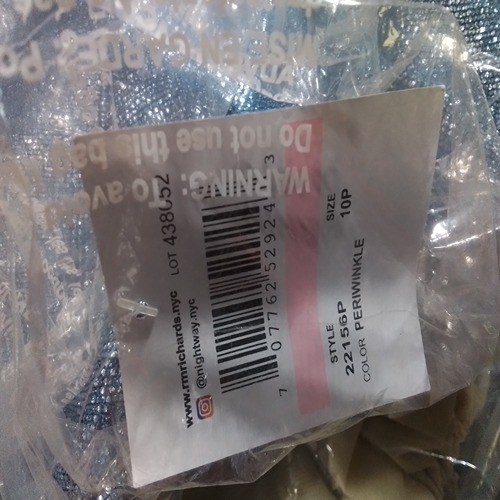 www.rmrichards.nyc LOT 438052
@nightway.nyc
7 07762 52924 3
STYLE SIZE
22156P 10P
COLOR PERIWINKLE
WARNING: To avo
Do not use this ba